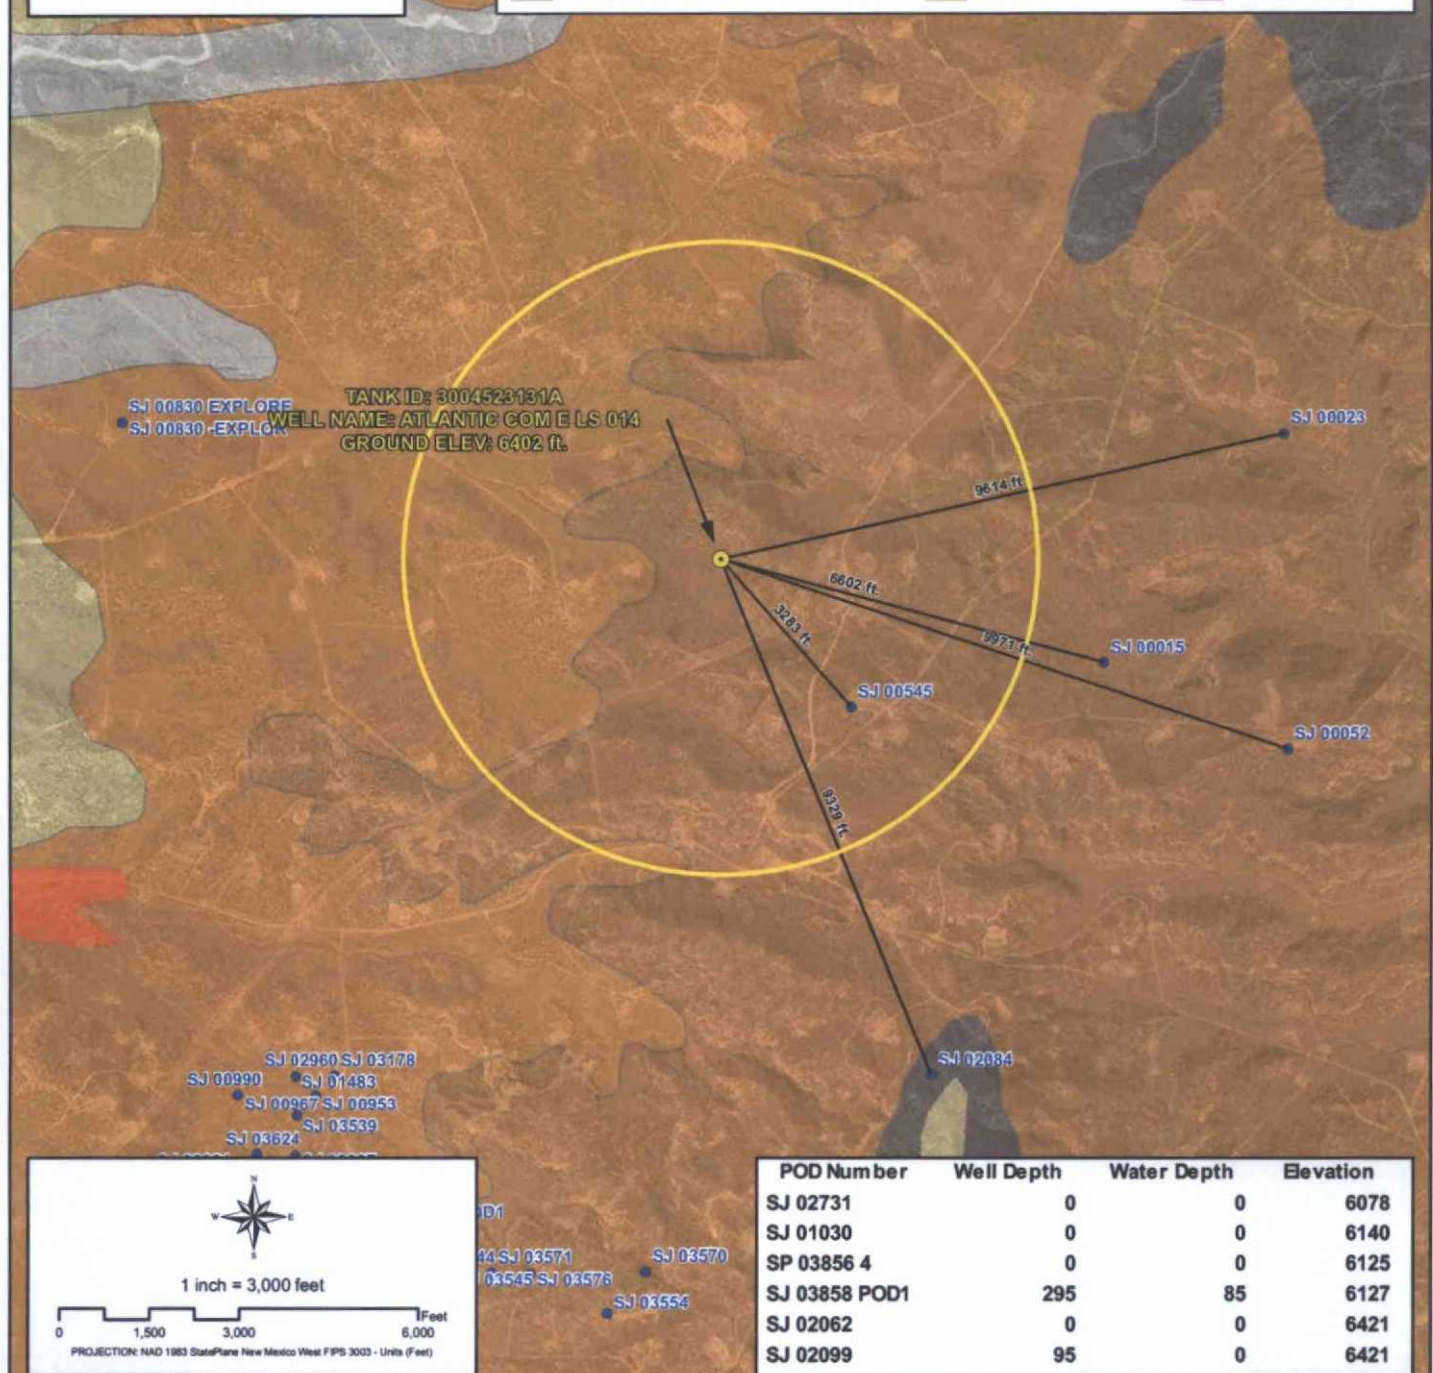 SJ 00830 EXPLORE
SJ 00830 -EXPLOR
TANK ID: 3004523131A
WELL NAME: ATLANTIC COM E LS 014
GROUND ELEV: 6402 ft.
SJ 00023
9614 ft.
6602 ft.
3283 ft.
9971 ft.
SJ 00015
SJ 00545
SJ 00052
9329 ft.
SJ 02084
SJ 02960 SJ 03178
SJ 00990
SJ 01483
SJ 00967 SJ 00953
SJ 03539
SJ 03624
D1
44 SJ 03571
SJ 03570
03545 SJ 03576
SJ 03554
N
W E
S
1 inch = 3,000 feet
Feet
0 1,500 3,000 6,000
PROJECTION: NAD 1983 StatePlane New Mexico West FIPS 3003 - Units (Feet)
POD Number Well Depth Water Depth Elevation
SJ 02731 0 0 6078
SJ 01030 0 0 6140
SP 03856 4 0 0 6125
SJ 03858 POD1 295 85 6127
SJ 02062 0 0 6421
SJ 02099 95 0 6421